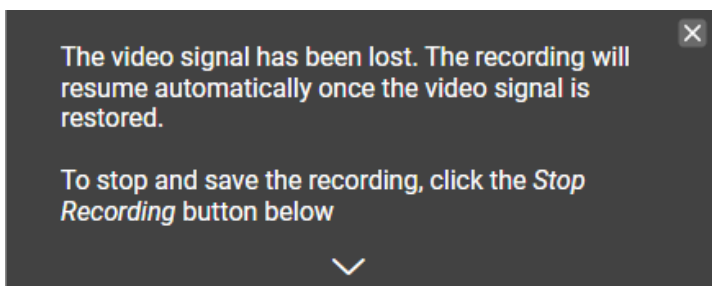 The video signal has been lost. The recording will
resume automatically once the video signal is
restored.
To stop and save the recording, click the Stop
Recording button below